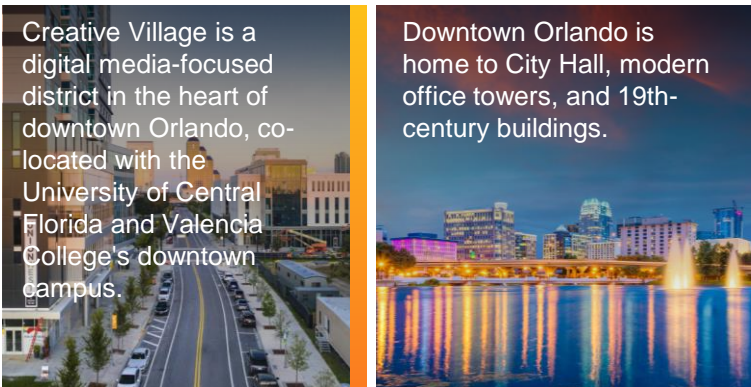 Creative Village is a
digital media-focused
district in the heart of
downtown Orlando, co-
located with the
University of Central
Florida and Valencia
College's downtown
campus.
Downtown Orlando is
home to City Hall, modern
office towers, and 19th-
century buildings.